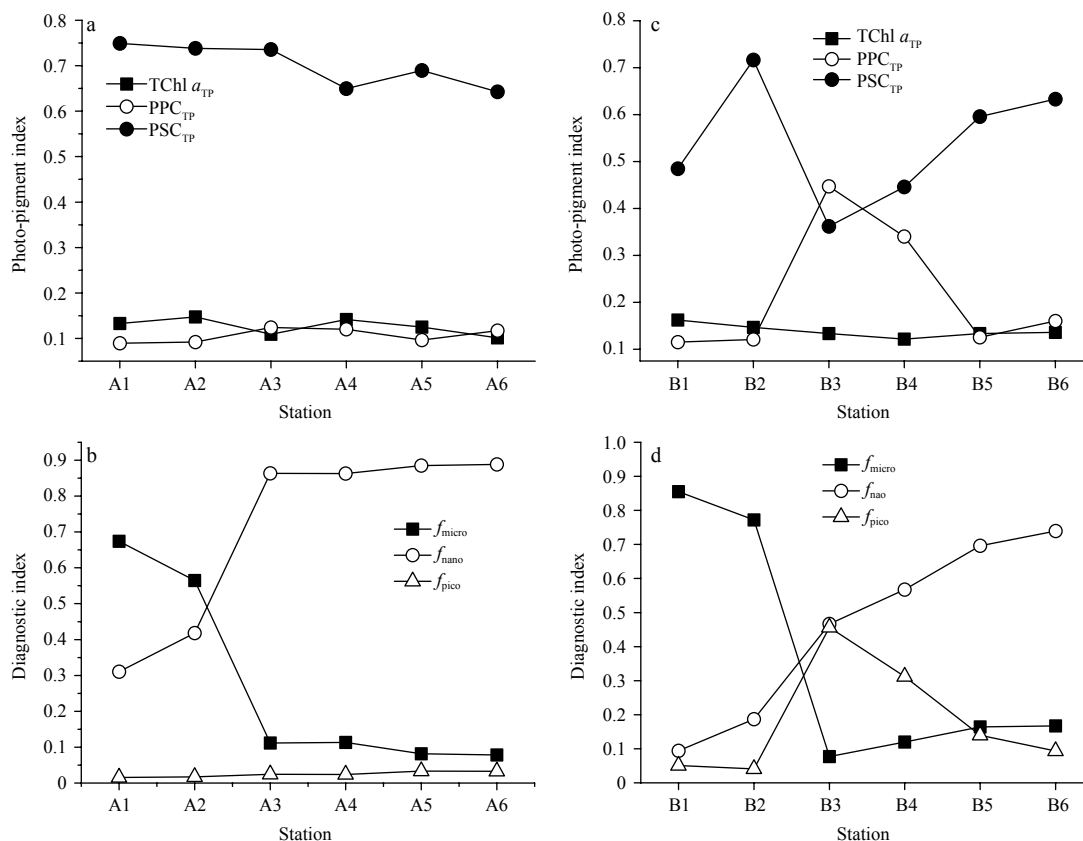 a
0.8
0.7
0.6
0.5
0.4
0.3
0.2
0.1
Photo-pigment index
TChl a_TP
PPC_TP
PSC_TP
A1 A2 A3 A4 A5 A6
Station
c
0.8
0.7
0.6
0.5
0.4
0.3
0.2
0.1
Photo-pigment index
TChl a_TP
PPC_TP
PSC_TP
B1 B2 B3 B4 B5 B6
Station
b
0.9
0.8
0.7
0.6
0.5
0.4
0.3
0.2
0.1
0
Diagnostic index
f_micro
f_nano
f_pico
A1 A2 A3 A4 A5 A6
Station
d
1.0
0.9
0.8
0.7
0.6
0.5
0.4
0.3
0.2
0.1
0
Diagnostic index
f_micro
f_nao
f_pico
B1 B2 B3 B4 B5 B6
Station